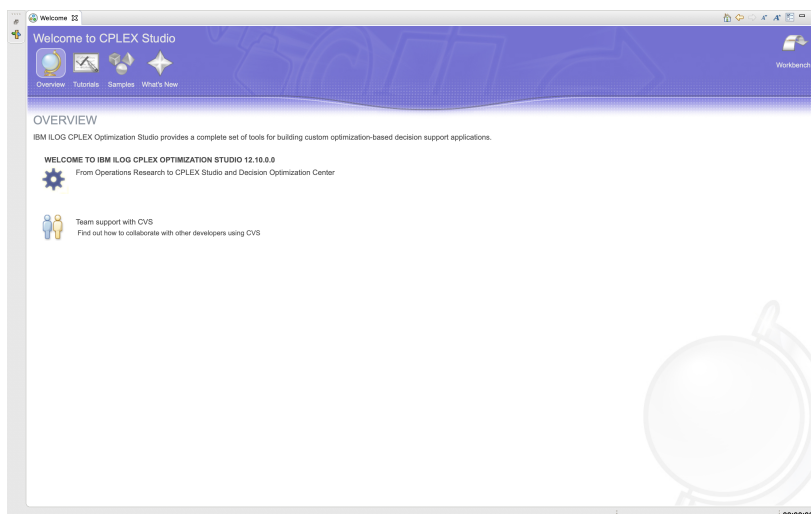 Welcome
Welcome to CPLEX Studio
Workbench
Overview Tutorials Samples What's New
OVERVIEW
IBM ILOG CPLEX Optimization Studio provides a complete set of tools for building custom optimization-based decision support applications.
WELCOME TO IBM ILOG CPLEX OPTIMIZATION STUDIO 12.10.0.0
From Operations Research to CPLEX Studio and Decision Optimization Center
Team support with CVS
Find out how to collaborate with other developers using CVS